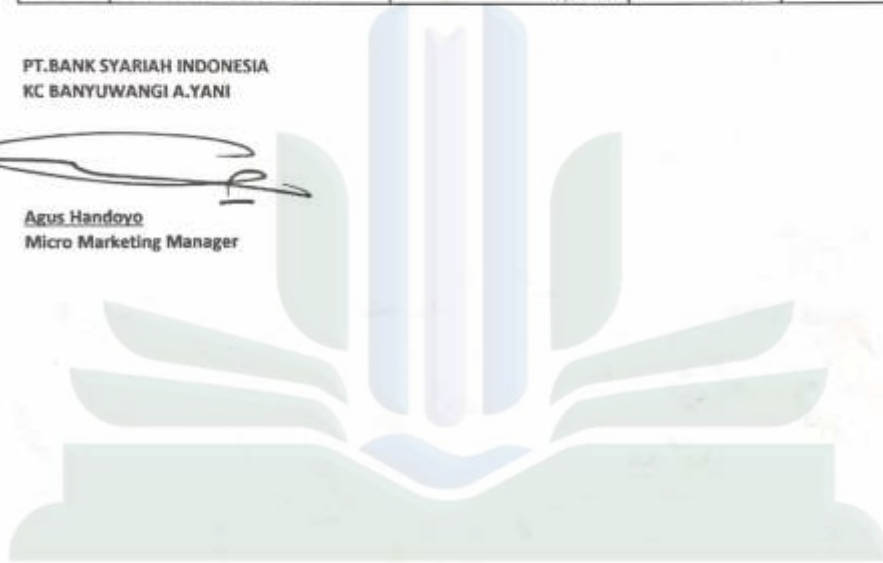 PT.BANK SYARIAH INDONESIA
KC BANYUWANGI A.YANI
Agus Handoyo
Micro Marketing Manager